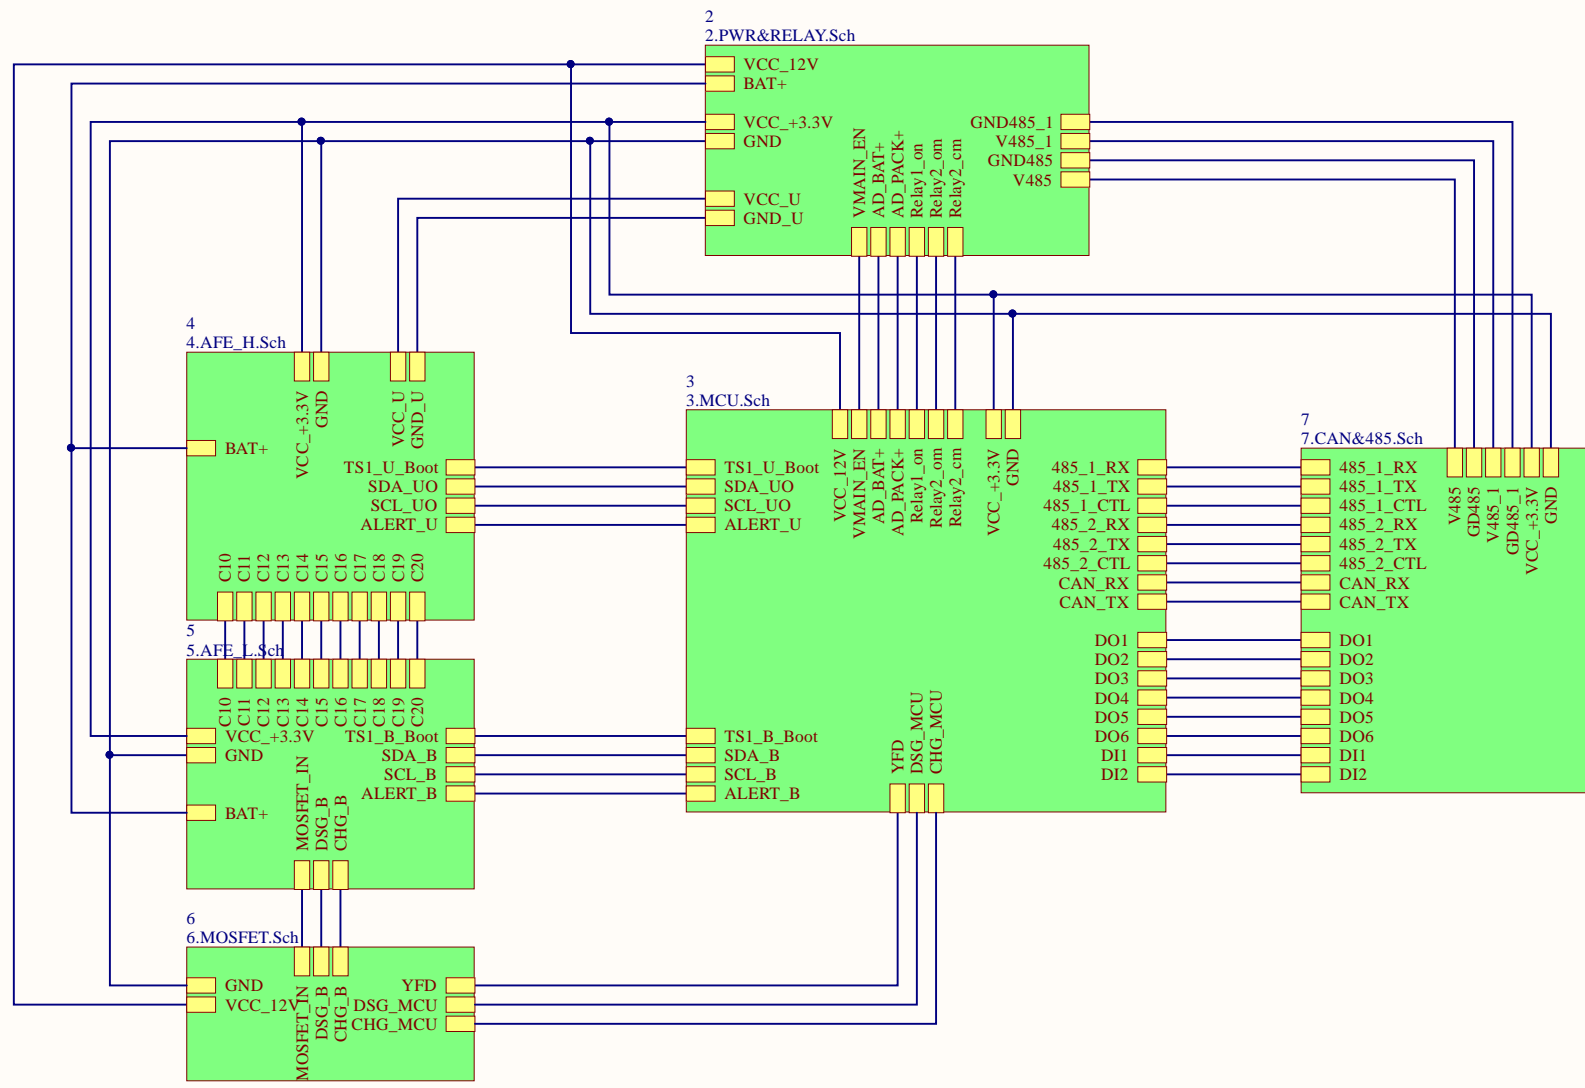 2
2.PWR&RELAY.Sch
VCC_12V
BAT+
VCC_+3.3V
GND
VCC_U
GND_U
VMAIN_EN
AD_BAT+
AD_PACK+
Relay1_on
Relay2_om
Relay2_cm
GND485_1
V485_1
GND485
V485
4
4.AFE_H.Sch
VCC_+3.3V
GND
VCC_U
GND_U
BAT+
TS1_U_Boot
SDA_UO
SCL_UO
ALERT_U
C10
C11
C12
C13
C14
C15
C16
C17
C18
C19
C20
5
5.AFE_L.Sch
C10
C11
C12
C13
C14
C15
C16
C17
C18
C19
C20
VCC_+3.3V
GND
BAT+
TS1_B_Boot
SDA_B
SCL_B
ALERT_B
MOSFET_IN
DSG_B
CHG_B
6
6.MOSFET.Sch
GND
VCC_12V
MOSFET_IN
DSG_B
CHG_B
YFD
DSG_MCU
CHG_MCU
3
3.MCU.Sch
VCC_12V
VMAIN_EN
AD_BAT+
AD_PACK+
Relay1_on
Relay2_om
Relay2_cm
VCC_+3.3V
GND
TS1_U_Boot
SDA_UO
SCL_UO
ALERT_U
TS1_B_Boot
SDA_B
SCL_B
ALERT_B
YFD
DSG_MCU
CHG_MCU
485_1_RX
485_1_TX
485_1_CTL
485_2_RX
485_2_TX
485_2_CTL
CAN_RX
CAN_TX
DO1
DO2
DO3
DO4
DO5
DO6
DI1
DI2
7
7.CAN&485.Sch
V485
GD485
V485_1
GD485_1
VCC_+3.3V
GND
485_1_RX
485_1_TX
485_1_CTL
485_2_RX
485_2_TX
485_2_CTL
CAN_RX
CAN_TX
DO1
DO2
DO3
DO4
DO5
DO6
DI1
DI2